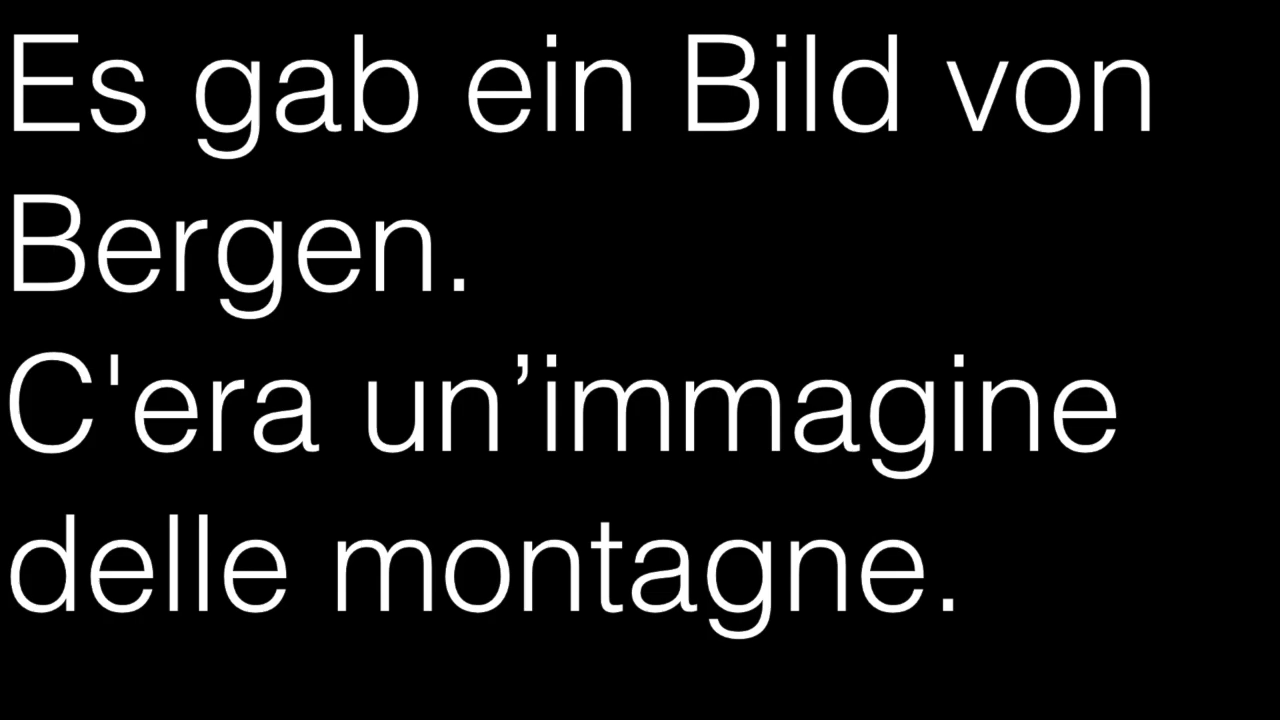 Es gab ein Bild von
Bergen.
C'era un’immagine
delle montagne.